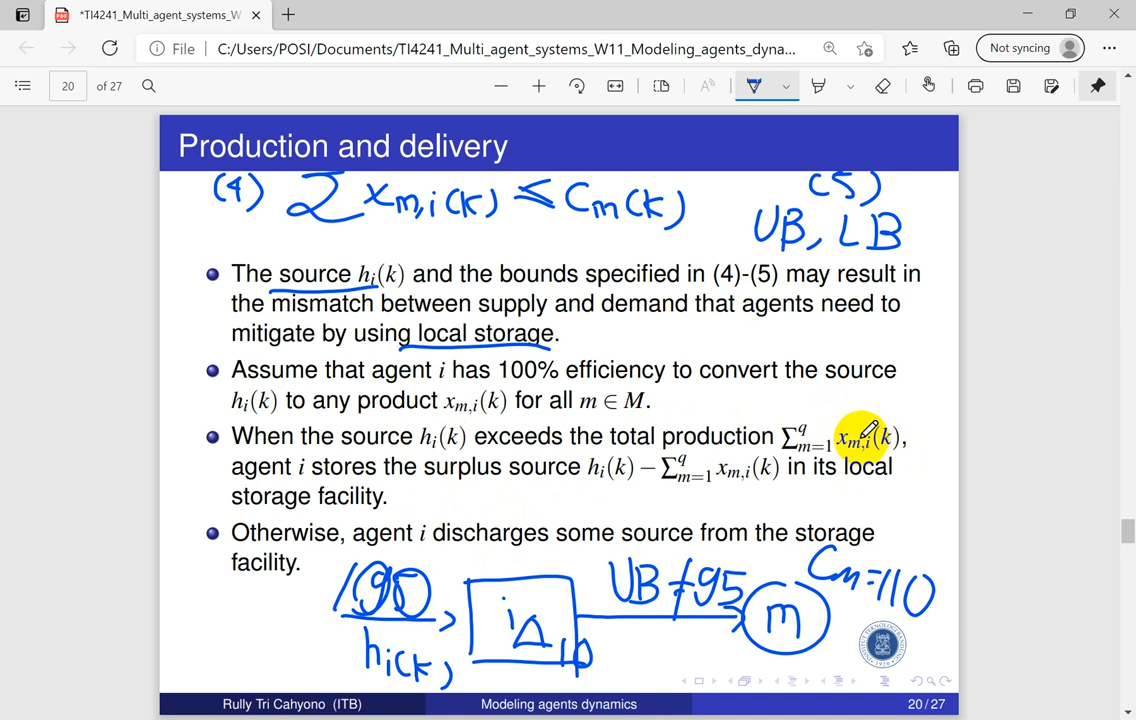 *TI4241_Multi_agent_systems_W
File
C:/Users/POSI/Documents/TI4241_Multi_agent_systems_W11_Modeling_agents_dyna...
Not syncing
20 of 27
Production and delivery
(4) ∑ xm,i(k) ≤ Cm(k)
(5)
UB, LB
The source hi(k) and the bounds specified in (4)-(5) may result in
the mismatch between supply and demand that agents need to
mitigate by using local storage.
Assume that agent i has 100% efficiency to convert the source
hi(k) to any product xm,i(k) for all m ∈ M.
When the source hi(k) exceeds the total production ∑qm=1 xm,i(k),
agent i stores the surplus source hi(k) − ∑qm=1 xm,i(k) in its local
storage facility.
Otherwise, agent i discharges some source from the storage
facility.
UB
95
Cm=110
i
m
hi(k)
Rully Tri Cahyono (ITB)
Modeling agents dynamics
20 / 27